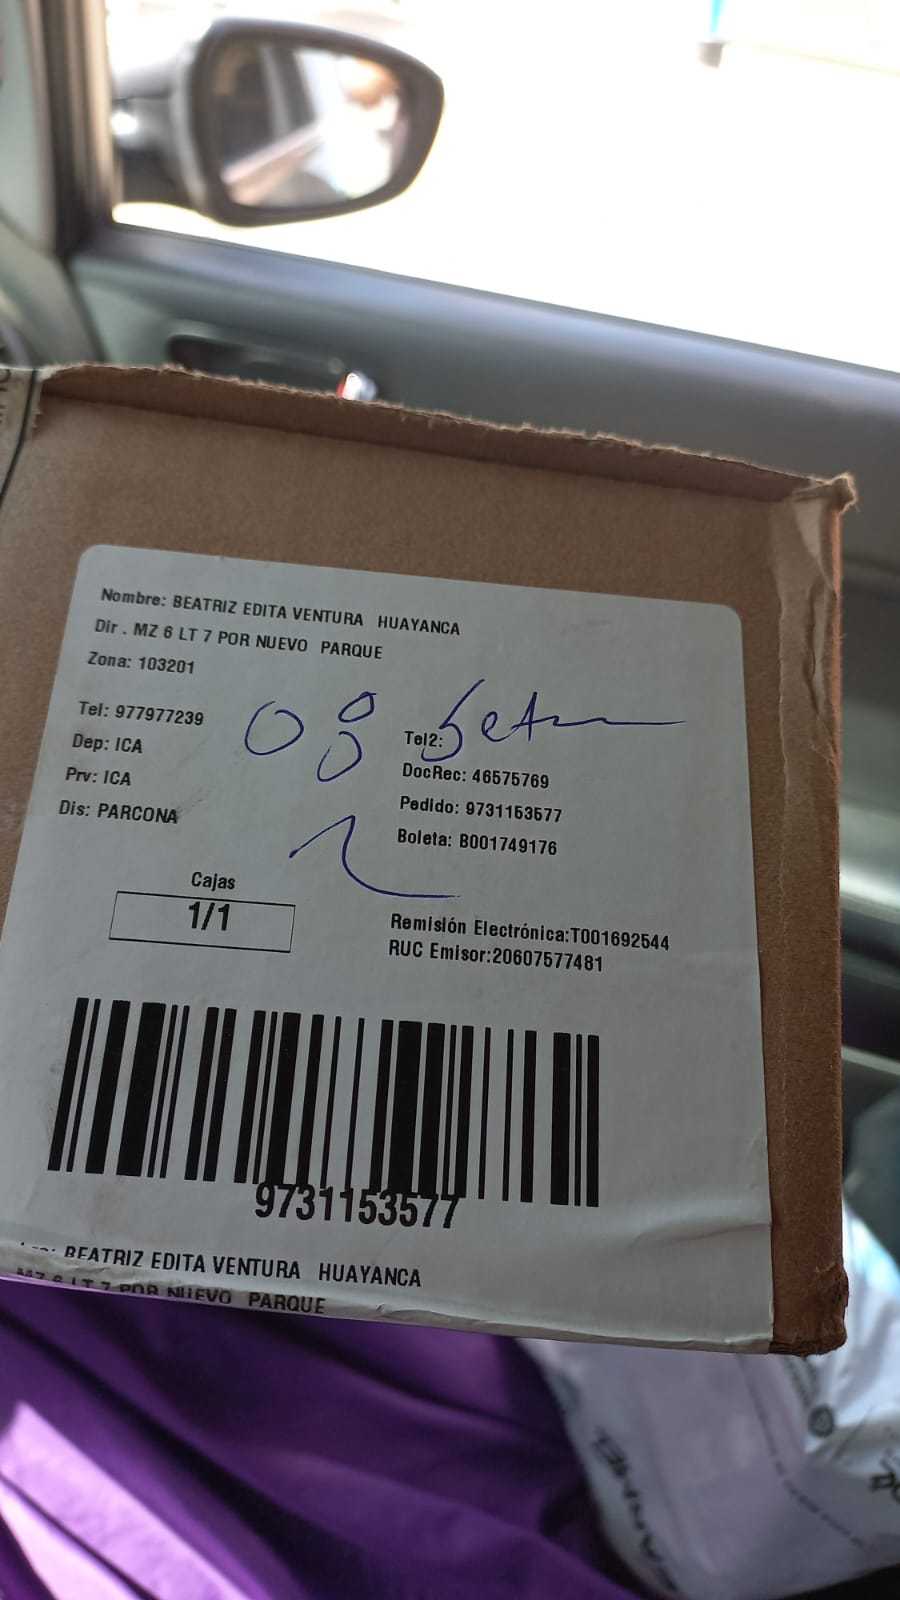 Nombre: BEATRIZ EDITA VENTURA HUAYANCA
Dir . MZ 6 LT 7 POR NUEVO PARQUE
Zona: 103201
Tel: 977977239
Tel2:
08
Dep: ICA
DocRec: 46575769
Prv: ICA
Pedido: 9731153577
Dis: PARCONA
Boleta: B001749176
Cajas
1/1
Remisión Electrónica:T001692544
RUC Emisor:20607577481
9731153577
BEATRIZ EDITA VENTURA HUAYANCA
MZ 6 LT 7 POR NUEVO PARQUE